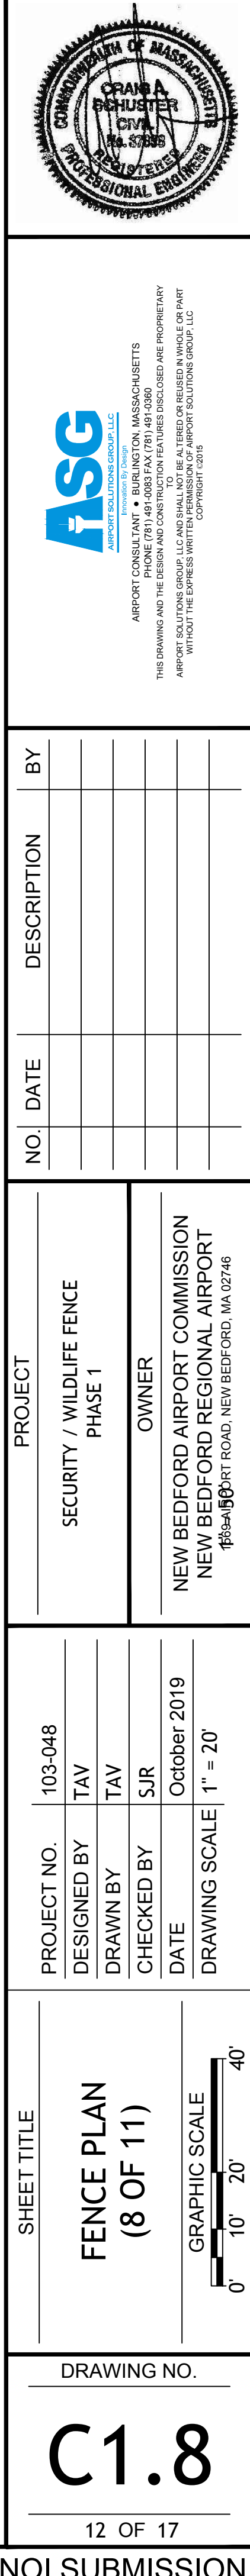 COMMONWEALTH OF MASSACHUSETTS
CRAIG A.
SCHUSTER
CIVIL
REGISTERED
PROFESSIONAL ENGINEER
ASG
AIRPORT SOLUTIONS GROUP, LLC
Innovation By Design
AIRPORT CONSULTANT ● BURLINGTON, MASSACHUSETTS
PHONE (781) 491-0083 FAX (781) 491-0360
THIS DRAWING AND THE DESIGN AND CONSTRUCTION FEATURES DISCLOSED ARE PROPRIETARY
TO
AIRPORT SOLUTIONS GROUP, LLC AND SHALL NOT BE ALTERED OR REUSED IN WHOLE OR PART
WITHOUT THE EXPRESS WRITTEN PERMISSION OF AIRPORT SOLUTIONS GROUP, LLC
COPYRIGHT ©2015
NO. DATE DESCRIPTION BY
PROJECT
SECURITY / WILDLIFE FENCE
PHASE 1
OWNER
NEW BEDFORD AIRPORT COMMISSION
NEW BEDFORD REGIONAL AIRPORT
1569 AIRPORT ROAD, NEW BEDFORD, MA 02746
1" = 50'
PROJECT NO. 103-048
DESIGNED BY TAV
DRAWN BY TAV
CHECKED BY SJR
DATE October 2019
DRAWING SCALE 1" = 20'
SHEET TITLE
FENCE PLAN
(8 OF 11)
GRAPHIC SCALE
0' 10' 20' 40'
DRAWING NO.
C1.8
12 OF 17
NOI SUBMISSION